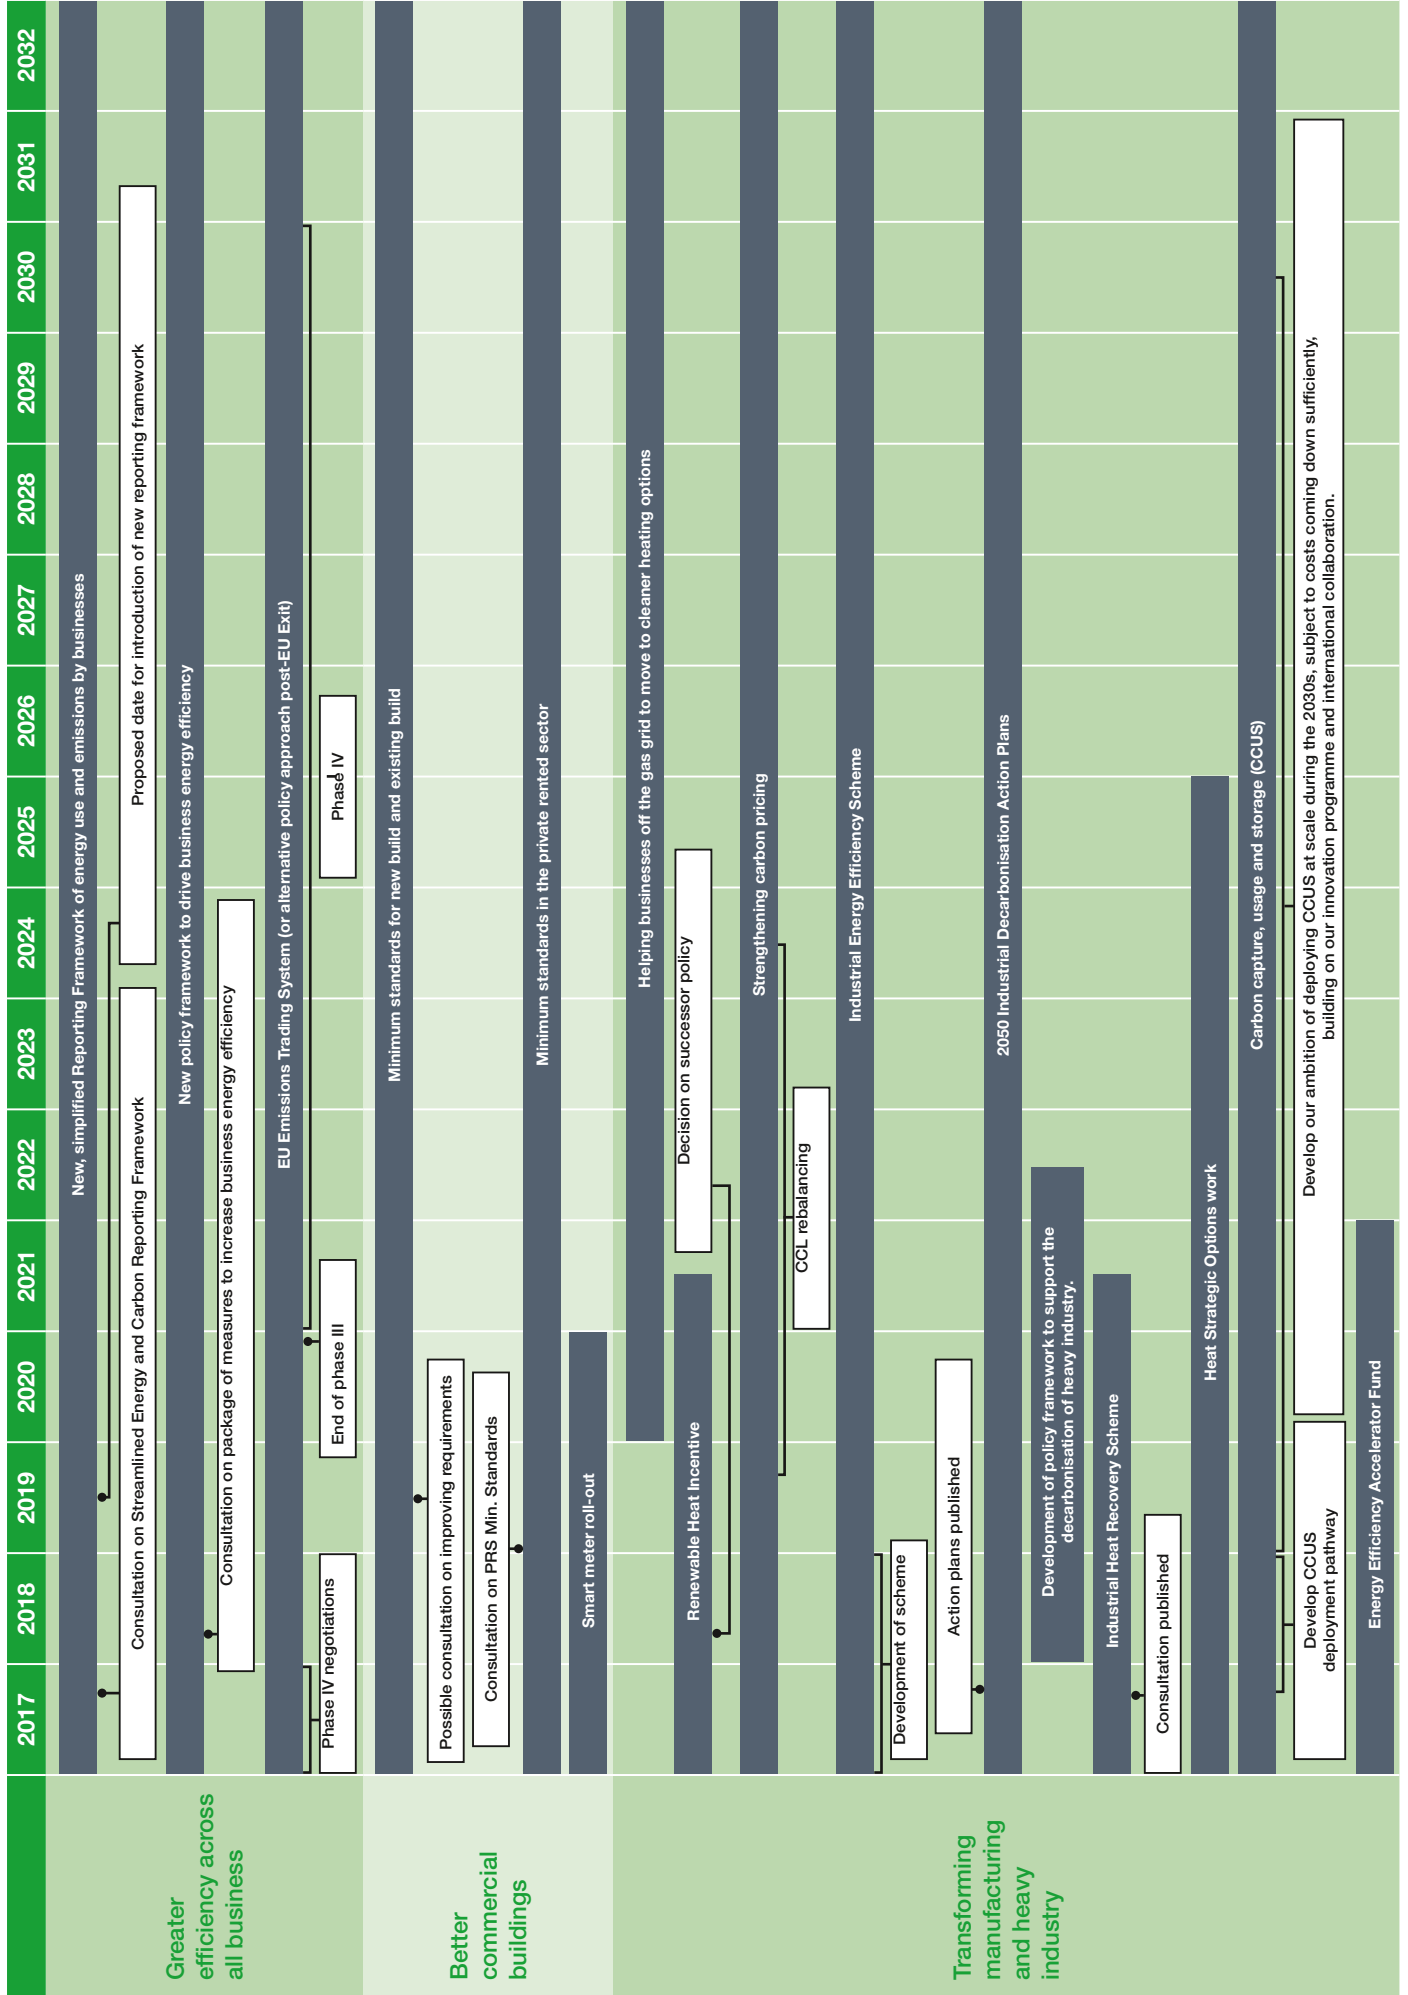 2017 2018 2019 2020 2021 2022 2023 2024 2025 2026 2027 2028 2029 2030 2031 2032
Greater
efficiency across
all business
New, simplified Reporting Framework of energy use and emissions by businesses
Consultation on Streamlined Energy and Carbon Reporting Framework
Proposed date for introduction of new reporting framework
New policy framework to drive business energy efficiency
Consultation on package of measures to increase business energy efficiency
EU Emissions Trading System (or alternative policy approach post-EU Exit)
Phase IV negotiations
End of phase III
Phase IV
Better
commercial
buildings
Minimum standards for new build and existing build
Possible consultation on improving requirements
Consultation on PRS Min. Standards
Minimum standards in the private rented sector
Smart meter roll-out
Transforming
manufacturing
and heavy
industry
Helping businesses off the gas grid to move to cleaner heating options
Renewable Heat Incentive
Decision on successor policy
Strengthening carbon pricing
CCL rebalancing
Industrial Energy Efficiency Scheme
Development of scheme
Action plans published
2050 Industrial Decarbonisation Action Plans
Development of policy framework to support the
decarbonisation of heavy industry.
Industrial Heat Recovery Scheme
Consultation published
Heat Strategic Options work
Carbon capture, usage and storage (CCUS)
Develop CCUS
deployment pathway
Develop our ambition of deploying CCUS at scale during the 2030s, subject to costs coming down sufficiently,
building on our innovation programme and international collaboration.
Energy Efficiency Accelerator Fund